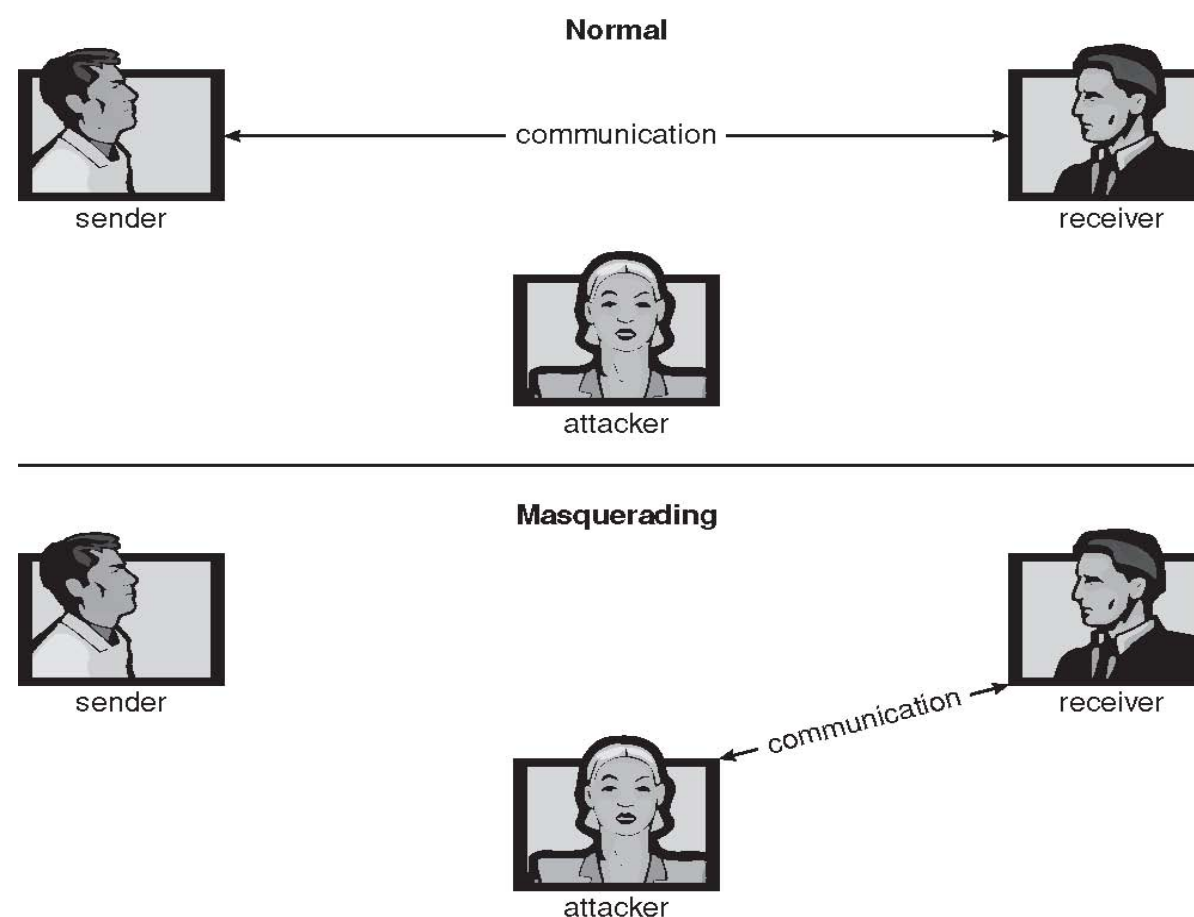 Normal
communication
sender
receiver
attacker
Masquerading
sender
receiver
communication
attacker